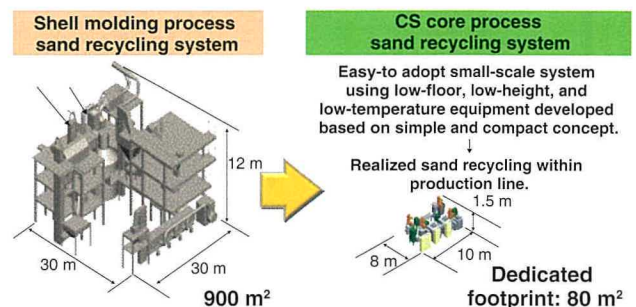 Shell molding process
sand recycling system
12 m
30 m
30 m
900 m²
CS core process
sand recycling system
Easy-to adopt small-scale system
using low-floor, low-height, and
low-temperature equipment developed
based on simple and compact concept.
↓
Realized sand recycling within
production line.
1.5 m
8 m
10 m
Dedicated
footprint: 80 m²